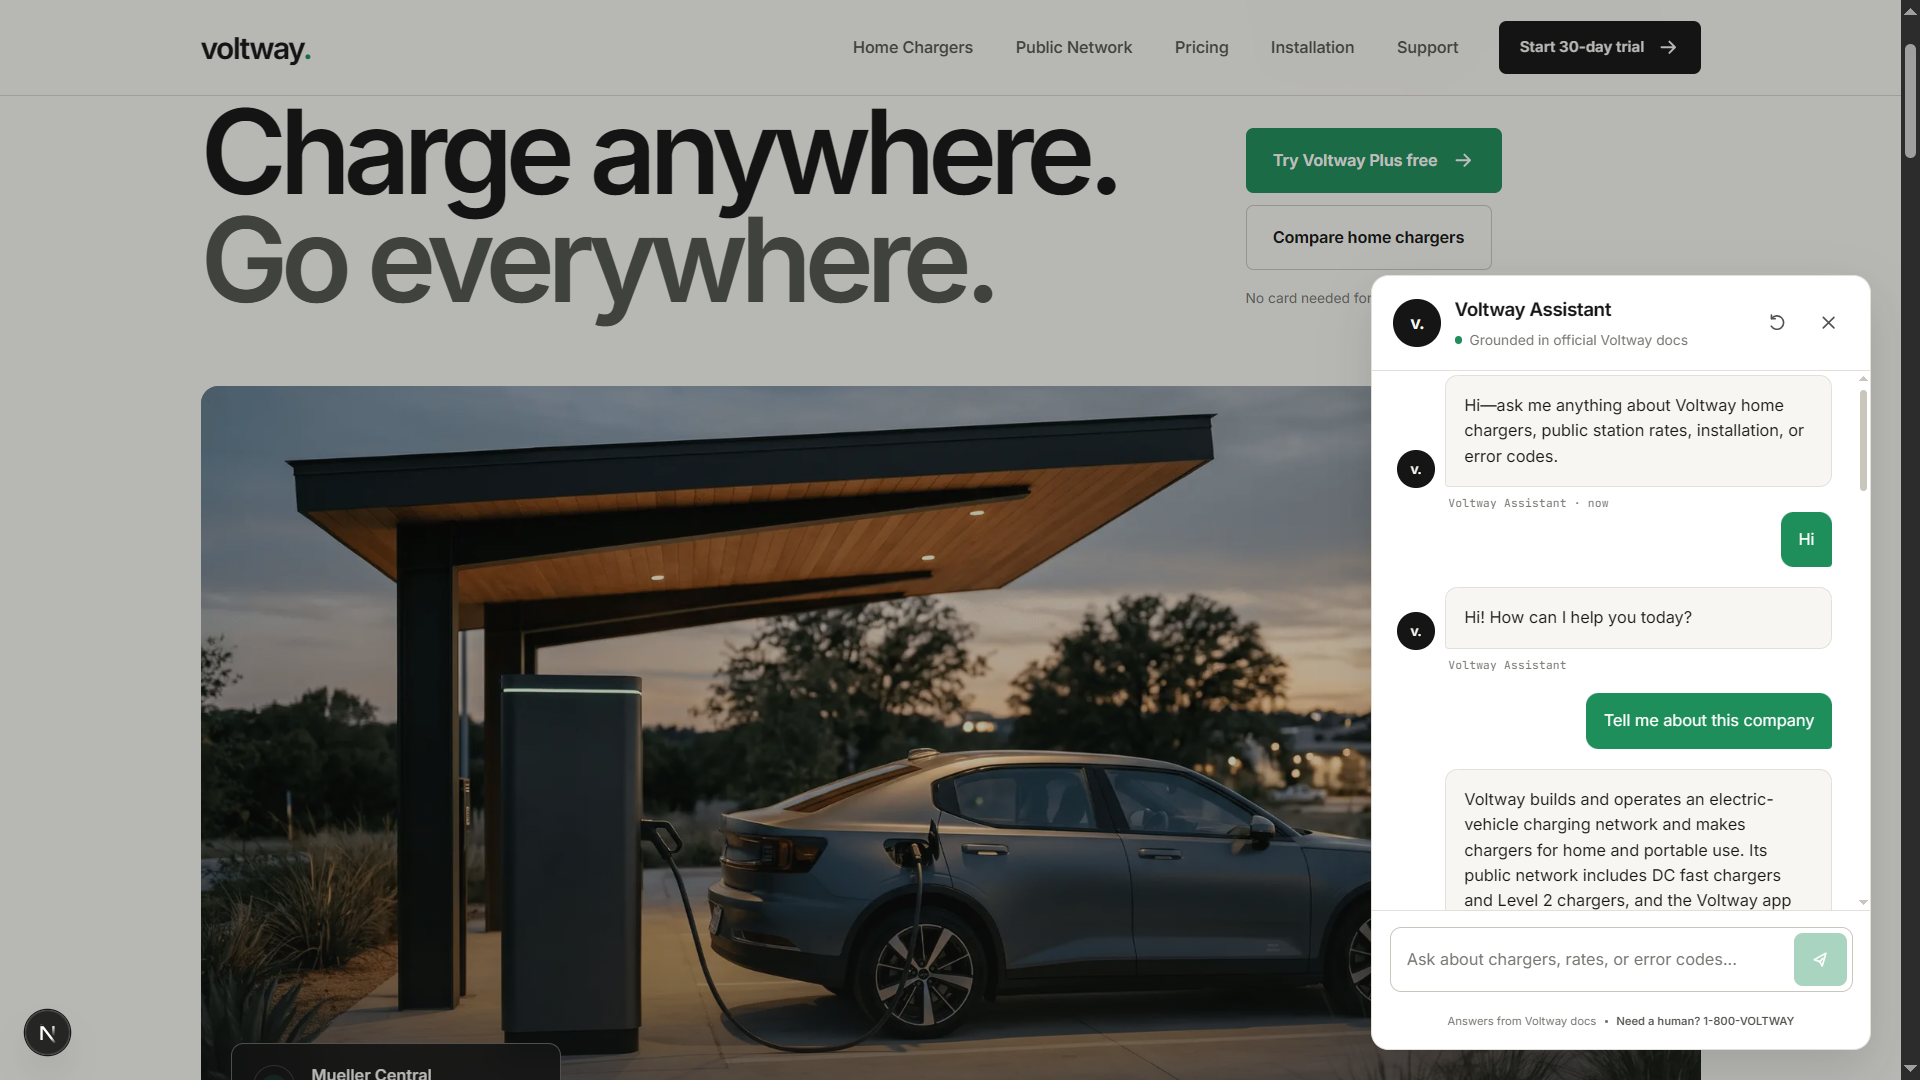 voltway.
Home Chargers
Public Network
Pricing
Installation
Support
Start 30-day trial
Charge anywhere.
Go everywhere.
Try Voltway Plus free
Compare home chargers
No card needed for
Mueller Central
N
v.
Voltway Assistant
Grounded in official Voltway docs
Hi—ask me anything about Voltway home
chargers, public station rates, installation, or
error codes.
v.
Voltway Assistant · now
Hi
Hi! How can I help you today?
v.
Voltway Assistant
Tell me about this company
Voltway builds and operates an electric-
vehicle charging network and makes
chargers for home and portable use. Its
public network includes DC fast chargers
and Level 2 chargers, and the Voltway app
Ask about chargers, rates, or error codes...
Answers from Voltway docs • Need a human? 1-800-VOLTWAY